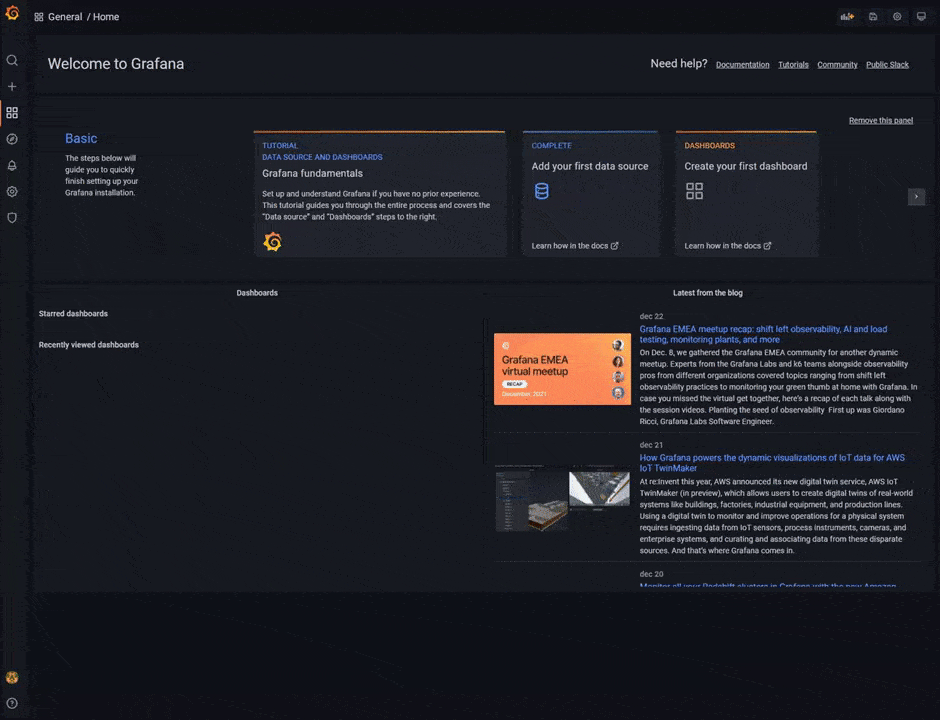 General / Home
Welcome to Grafana
Need help? Documentation Tutorials Community Public Slack
Remove this panel
Basic
The steps below will
guide you to quickly
finish setting up your
Grafana installation.
TUTORIAL
DATA SOURCE AND DASHBOARDS
Grafana fundamentals
Set up and understand Grafana if you have no prior experience.
This tutorial guides you through the entire process and covers the
"Data source" and "Dashboards" steps to the right.
COMPLETE
Add your first data source
Learn how in the docs
DASHBOARDS
Create your first dashboard
Learn how in the docs
Dashboards
Starred dashboards
Recently viewed dashboards
Latest from the blog
Grafana EMEA
virtual meetup
RECAP
December, 2021
dec 22
Grafana EMEA meetup recap: shift left observability, AI and load
testing, monitoring plants, and more
On Dec. 8, we gathered the Grafana EMEA community for another dynamic
meetup. Experts from the Grafana Labs and k6 teams alongside observability
pros from different organizations covered topics ranging from shift left
observability practices to monitoring your green thumb at home with Grafana. In
case you missed the virtual get together, here's a recap of each talk along with
the session videos. Planting the seed of observability First up was Giordano
Ricci, Grafana Labs Software Engineer.
dec 21
How Grafana powers the dynamic visualizations of IoT data for AWS
IoT TwinMaker
At re:Invent this year, AWS announced its new digital twin service, AWS IoT
TwinMaker (in preview), which allows users to create digital twins of real-world
systems like buildings, factories, industrial equipment, and production lines.
Using a digital twin to monitor and improve operations for a physical system
requires ingesting data from IoT sensors, process instruments, cameras, and
enterprise systems, and curating and associating data from these disparate
sources. And that's where Grafana comes in.
dec 20
Monitor all your Redshift clusters in Grafana with the new Amazon